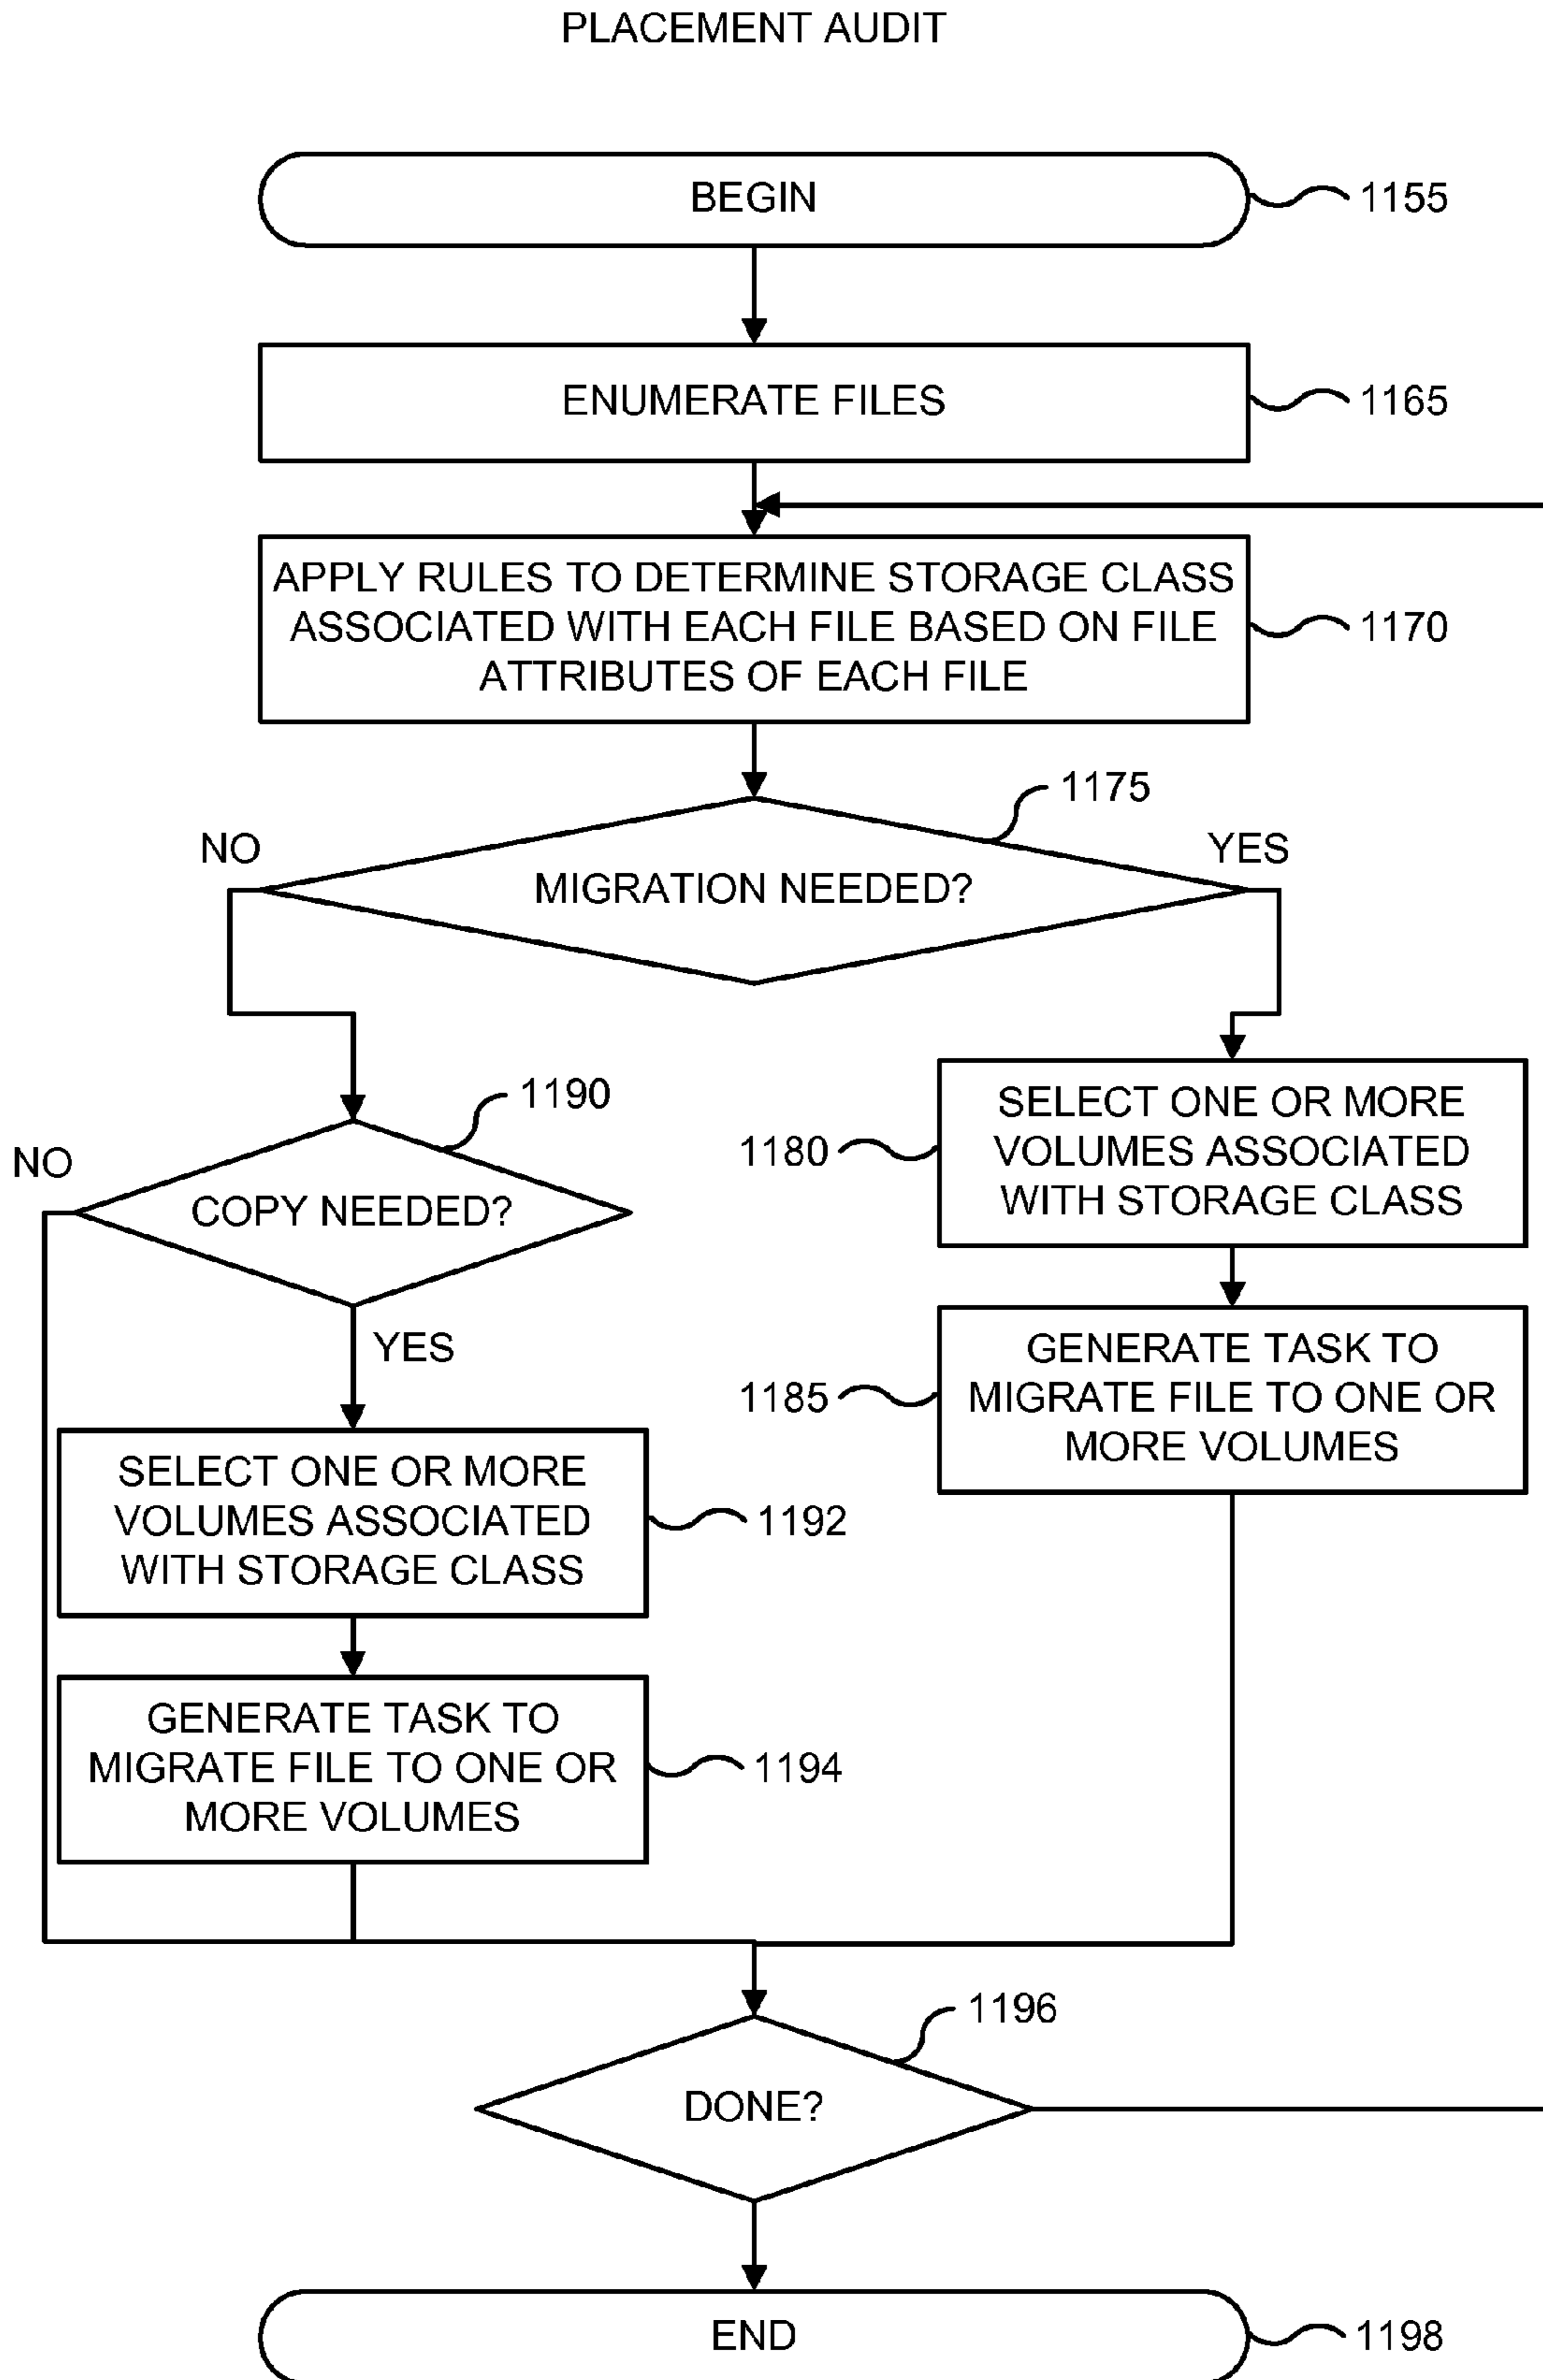 PLACEMENT AUDIT
BEGIN
1155
ENUMERATE FILES
1165
APPLY RULES TO DETERMINE STORAGE CLASS
ASSOCIATED WITH EACH FILE BASED ON FILE
ATTRIBUTES OF EACH FILE
1170
1175
NO
YES
MIGRATION NEEDED?
1190
NO
COPY NEEDED?
YES
1180
SELECT ONE OR MORE
VOLUMES ASSOCIATED
WITH STORAGE CLASS
1185
GENERATE TASK TO
MIGRATE FILE TO ONE OR
MORE VOLUMES
SELECT ONE OR MORE
VOLUMES ASSOCIATED
WITH STORAGE CLASS
1192
GENERATE TASK TO
MIGRATE FILE TO ONE OR
MORE VOLUMES
1194
1196
DONE?
END
1198